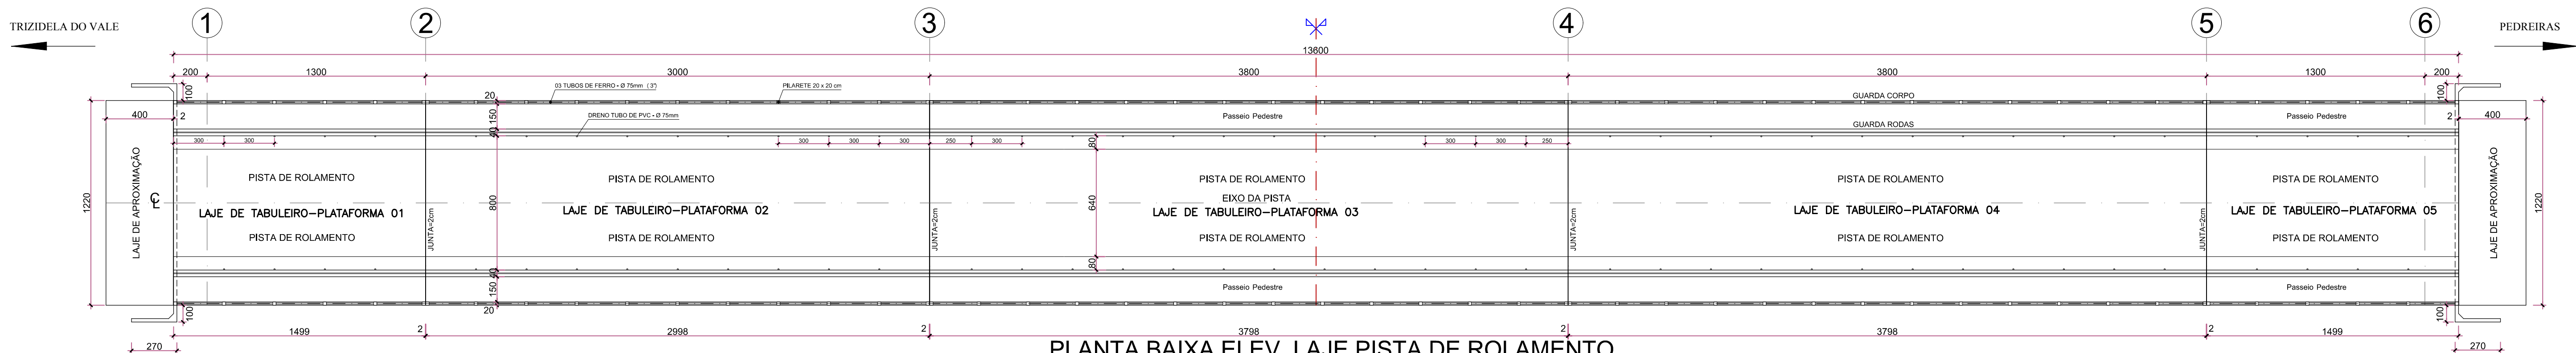 1 2 3 4 5 6
TRIZIDELA DO VALE
PEDREIRAS
13600
200 1300 3000 3800 3800 1300 200
03 TUBOS DE FERRO - Ø 75mm ( 3")
PILARETE 20 x 20 cm
100 20 GUARDA CORPO 100
400 2 150 DRENO TUBO DE PVC - Ø 75mm Passeio Pedestre Passeio Pedestre 2 400
40 GUARDA RODAS
300 300 300 300 300 250 300 80 300 300 250
PISTA DE ROLAMENTO PISTA DE ROLAMENTO PISTA DE ROLAMENTO PISTA DE ROLAMENTO PISTA DE ROLAMENTO
EIXO DA PISTA
1220 LAJE DE APROXIMAÇÃO CL 800 640 LAJE DE APROXIMAÇÃO 1220
LAJE DE TABULEIRO-PLATAFORMA 01 LAJE DE TABULEIRO-PLATAFORMA 02 LAJE DE TABULEIRO-PLATAFORMA 03 LAJE DE TABULEIRO-PLATAFORMA 04 LAJE DE TABULEIRO-PLATAFORMA 05
JUNTA=2cm JUNTA=2cm JUNTA=2cm JUNTA=2cm
PISTA DE ROLAMENTO PISTA DE ROLAMENTO PISTA DE ROLAMENTO PISTA DE ROLAMENTO PISTA DE ROLAMENTO
80
40
150 Passeio Pedestre Passeio Pedestre
100 20 100
1499 2 2998 2 3798 2 3798 2 1499
270 270
PLANTA BAIXA ELEV. LAJE PISTA DE ROLAMENTO